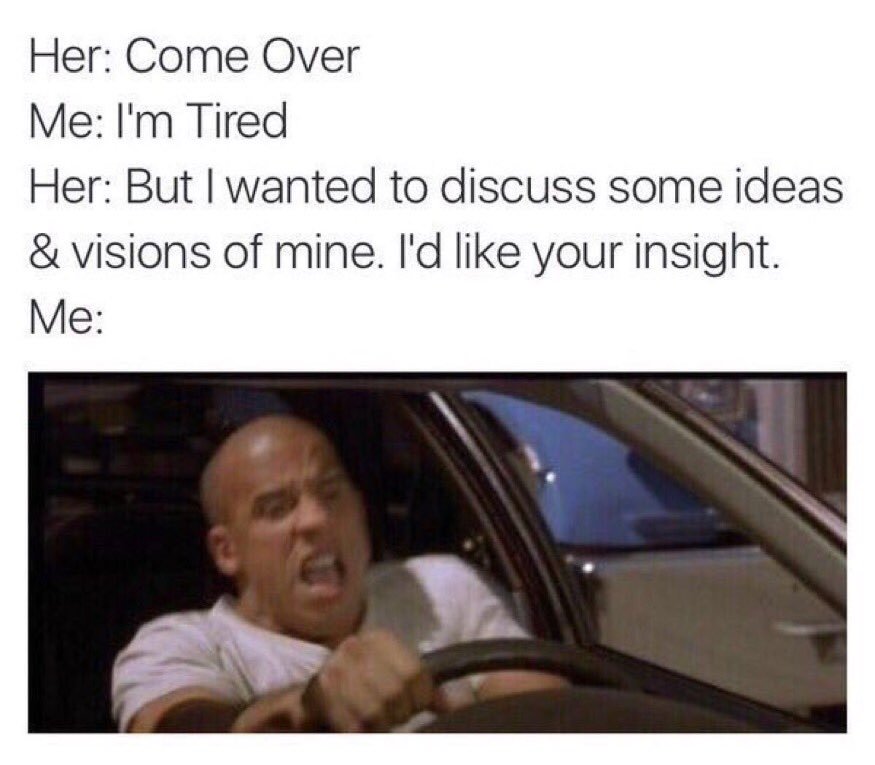 Her: Come Over
Me: I'm Tired
Her: But I wanted to discuss some ideas
& visions of mine. I'd like your insight.
Me: